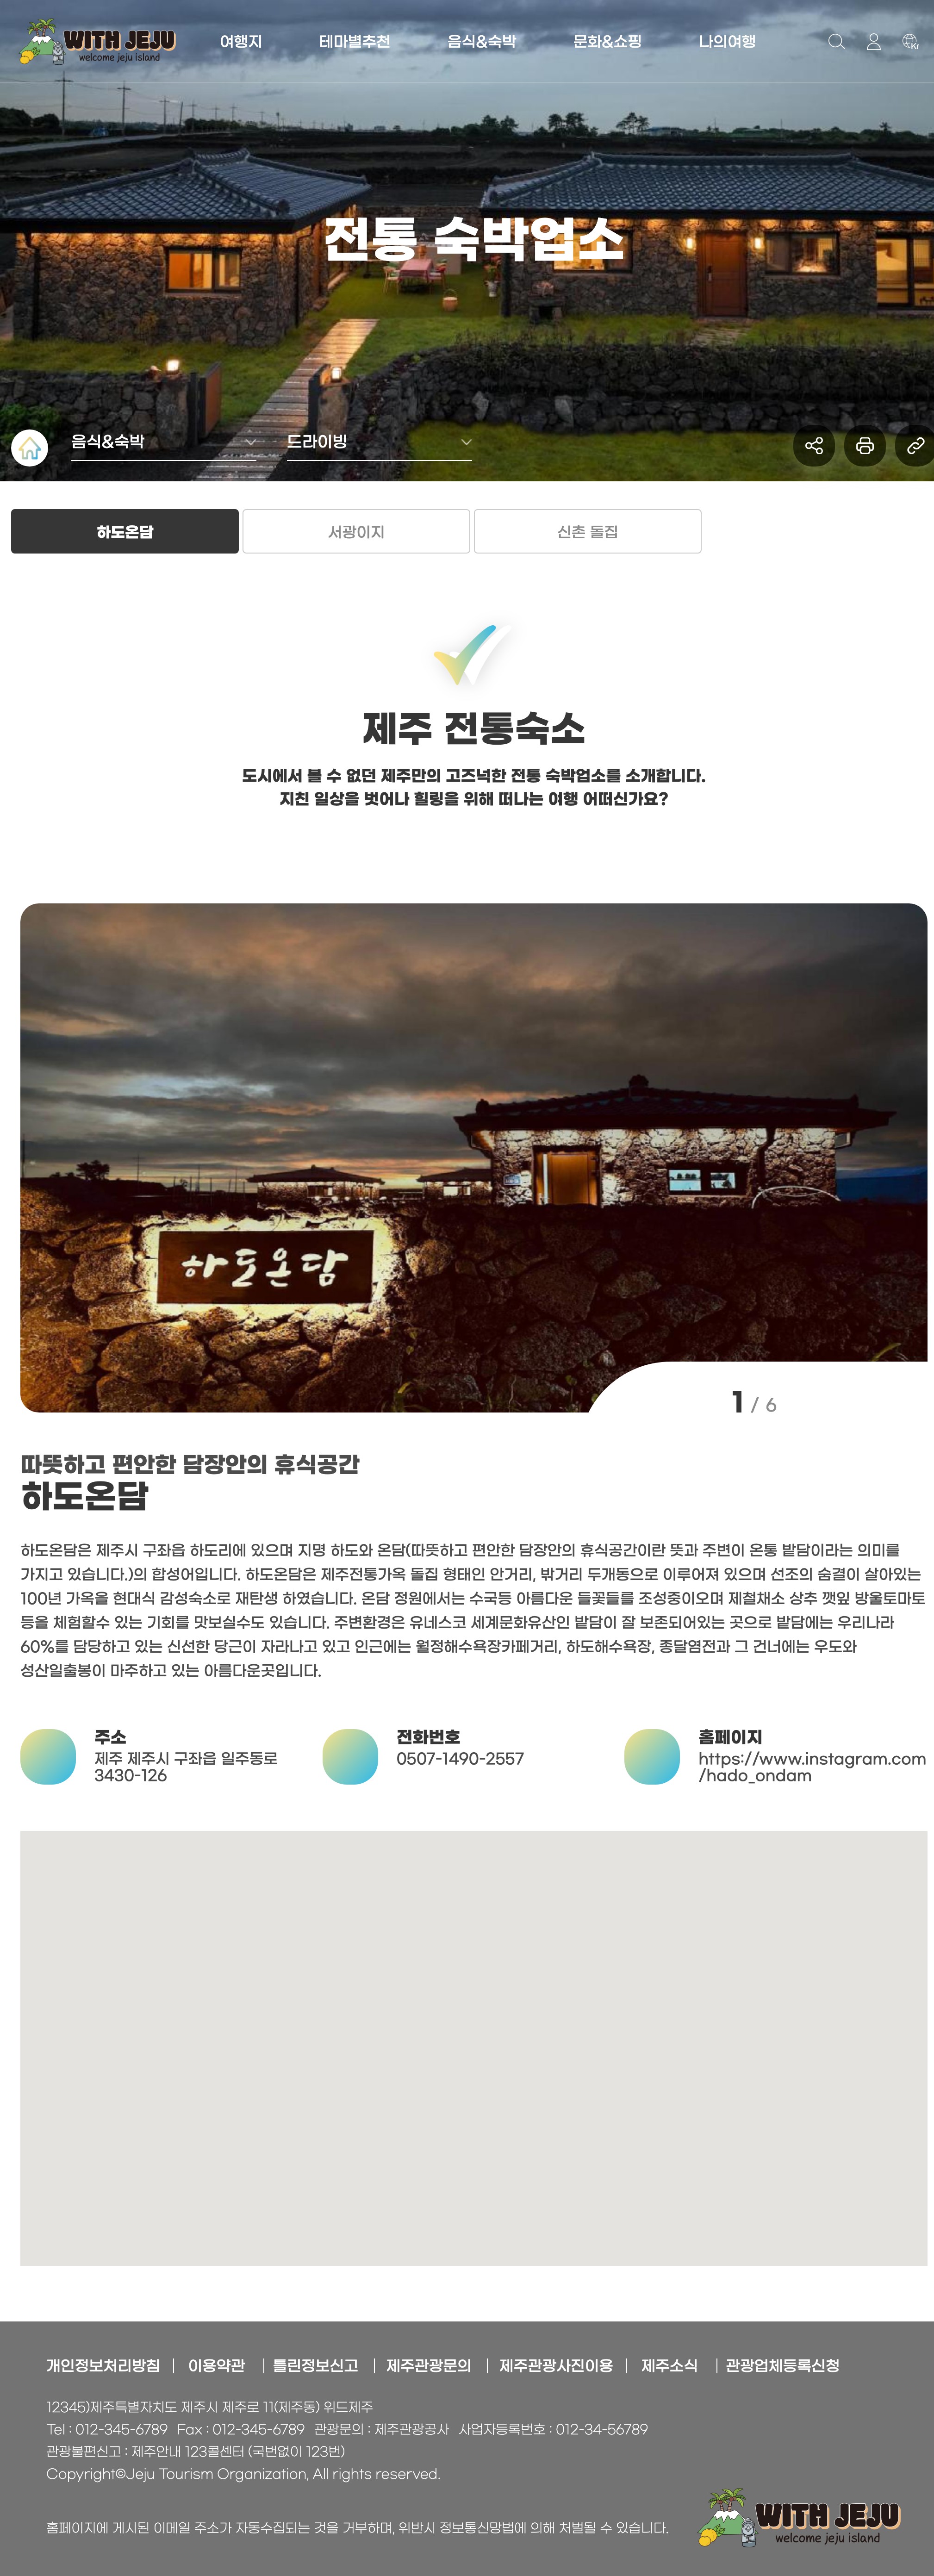 WITH JEJU
welcome jeju island
여행지 테마별추천 음식&숙박 문화&쇼핑 나의여행
Kr
전통 숙박업소
음식&숙박 드라이빙
하도온담 서광이지 신촌 돌집
제주 전통숙소
도시에서 볼 수 없던 제주만의 고즈넉한 전통 숙박업소를 소개합니다.
지친 일상을 벗어나 힐링을 위해 떠나는 여행 어떠신가요?
하도온담
1 / 6
따뜻하고 편안한 담장안의 휴식공간
하도온담
하도온담은 제주시 구좌읍 하도리에 있으며 지명 하도와 온담(따뜻하고 편안한 담장안의 휴식공간이란 뜻과 주변이 온통 밭담이라는 의미를
가지고 있습니다.)의 합성어입니다. 하도온담은 제주전통가옥 돌집 형태인 안거리, 밖거리 두개동으로 이루어져 있으며 선조의 숨결이 살아있는
100년 가옥을 현대식 감성숙소로 재탄생 하였습니다. 온담 정원에서는 수국등 아름다운 들꽃들를 조성중이오며 제철채소 상추 깻잎 방울토마토
등을 체험할수 있는 기회를 맛보실수도 있습니다. 주변환경은 유네스코 세계문화유산인 밭담이 잘 보존되어있는 곳으로 밭담에는 우리나라
60%를 담당하고 있는 신선한 당근이 자라나고 있고 인근에는 월정해수욕장카페거리, 하도해수욕장, 종달염전과 그 건너에는 우도와
성산일출봉이 마주하고 있는 아름다운곳입니다.
주소
제주 제주시 구좌읍 일주동로
3430-126
전화번호
0507-1490-2557
홈페이지
https://www.instagram.com
/hado_ondam
개인정보처리방침 | 이용약관 | 틀린정보신고 | 제주관광문의 | 제주관광사진이용 | 제주소식 | 관광업체등록신청
12345)제주특별자치도 제주시 제주로 11(제주동) 위드제주
Tel : 012-345-6789 Fax : 012-345-6789 관광문의 : 제주관광공사 사업자등록번호 : 012-34-56789
관광불편신고 : 제주안내 123콜센터 (국번없이 123번)
Copyright©Jeju Tourism Organization, All rights reserved.
홈페이지에 게시된 이메일 주소가 자동수집되는 것을 거부하며, 위반시 정보통신망법에 의해 처벌될 수 있습니다.
WITH JEJU
welcome jeju island